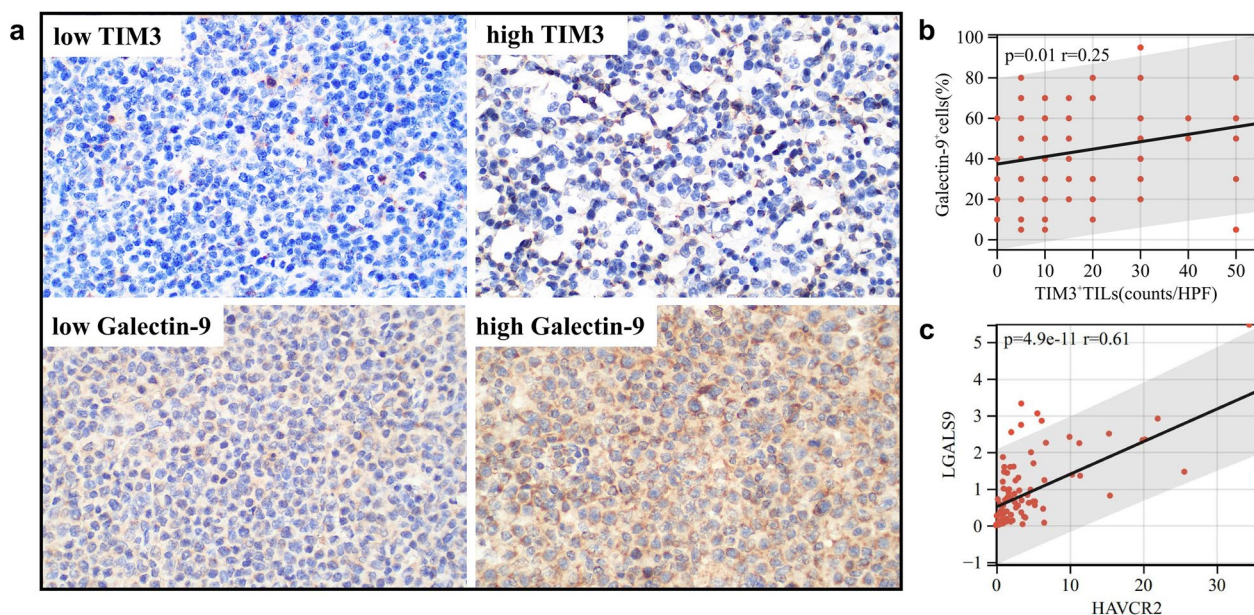 a
low TIM3
high TIM3
low Galectin-9
high Galectin-9
b
p=0.01 r=0.25
100
80
60
40
20
0
Galectin-9⁺cells(%)
0 10 20 30 40 50
TIM3⁺TILs(counts/HPF)
c
p=4.9e-11 r=0.61
5
4
3
2
1
0
−1
LGALS9
0 10 20 30
HAVCR2